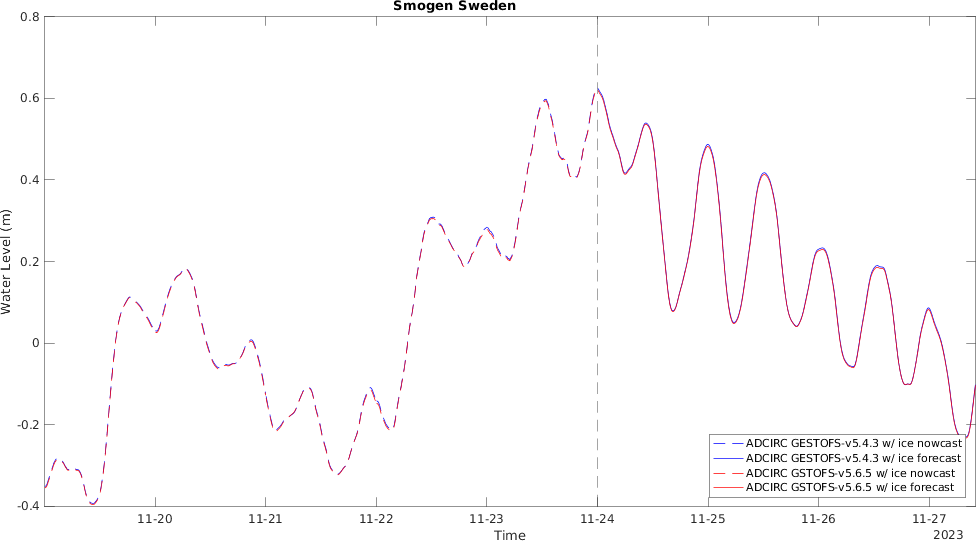 Smogen Sweden
Water Level (m)
0.8
0.6
0.4
0.2
0
-0.2
-0.4
11-20
11-21
11-22
11-23
11-24
11-25
11-26
11-27
Time
2023
ADCIRC GESTOFS-v5.4.3 w/ ice nowcast
ADCIRC GESTOFS-v5.4.3 w/ ice forecast
ADCIRC GSTOFS-v5.6.5 w/ ice nowcast
ADCIRC GSTOFS-v5.6.5 w/ ice forecast